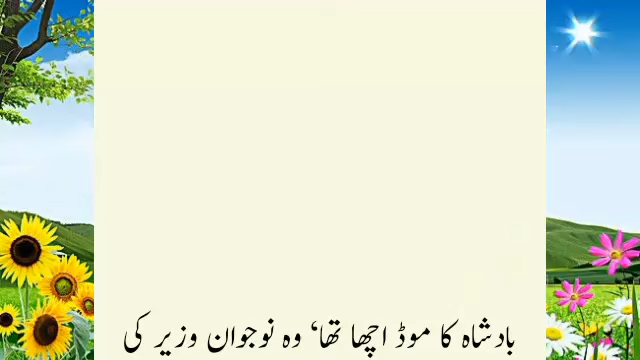 بادشاہ کا موڈ اچھا تھا‘ وہ نوجوان وزیر کی